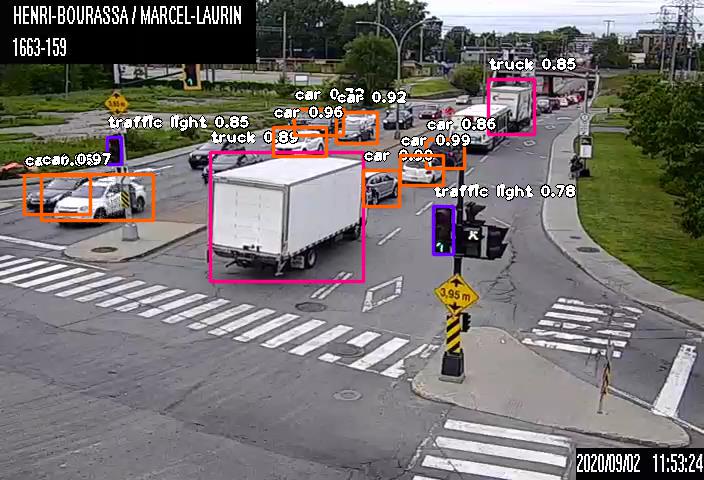 HENRI-BOURASSA / MARCEL-LAURIN
1663-159
truck 0.85
car 0.92
car 0.96
traffic light 0.85
truck 0.89
car 0.86
car 0.99
car 0.97
traffic light 0.78
3,95 m
2020/09/02 11:53:24